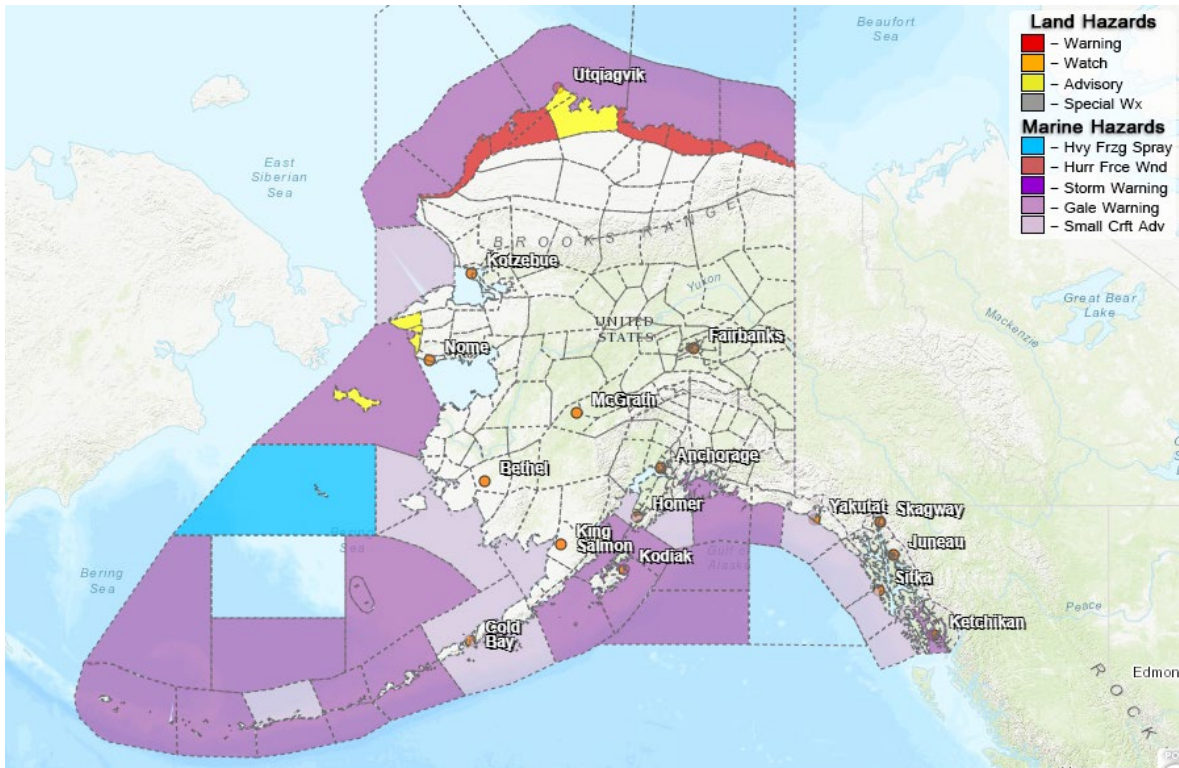 Beaufort
Sea
Land Hazards
– Warning
– Watch
– Advisory
– Special Wx
Marine Hazards
– Hvy Frzg Spray
– Hurr Frce Wnd
– Storm Warning
– Gale Warning
– Small Crft Adv
Utqiagvik
East
Siberian
Sea
BROOKS RANGE
Kotzebue
Yukon
Great Bear
Lake
Mackenzie
UNITED
STATES
Fairbanks
Nome
McGrath
Anchorage
Bethel
Homer
Yakutat
Skagway
King
Salmon
Sea
Juneau
Kodiak
Gulf of
Alaska
Bering
Sea
Sitka
Peace
Ketchikan
Gold
Bay
Edmon
ROCK